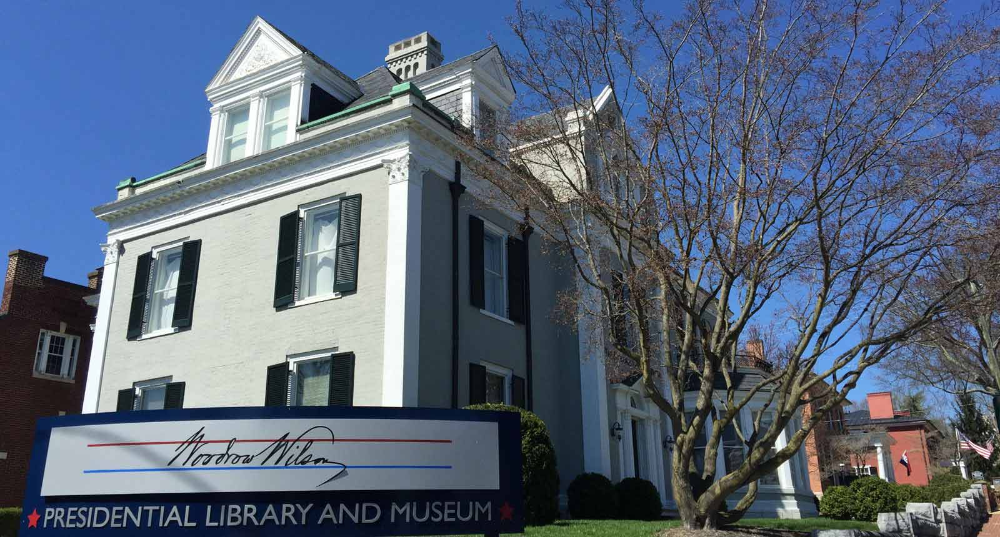 Woodrow Wilson
PRESIDENTIAL LIBRARY AND MUSEUM